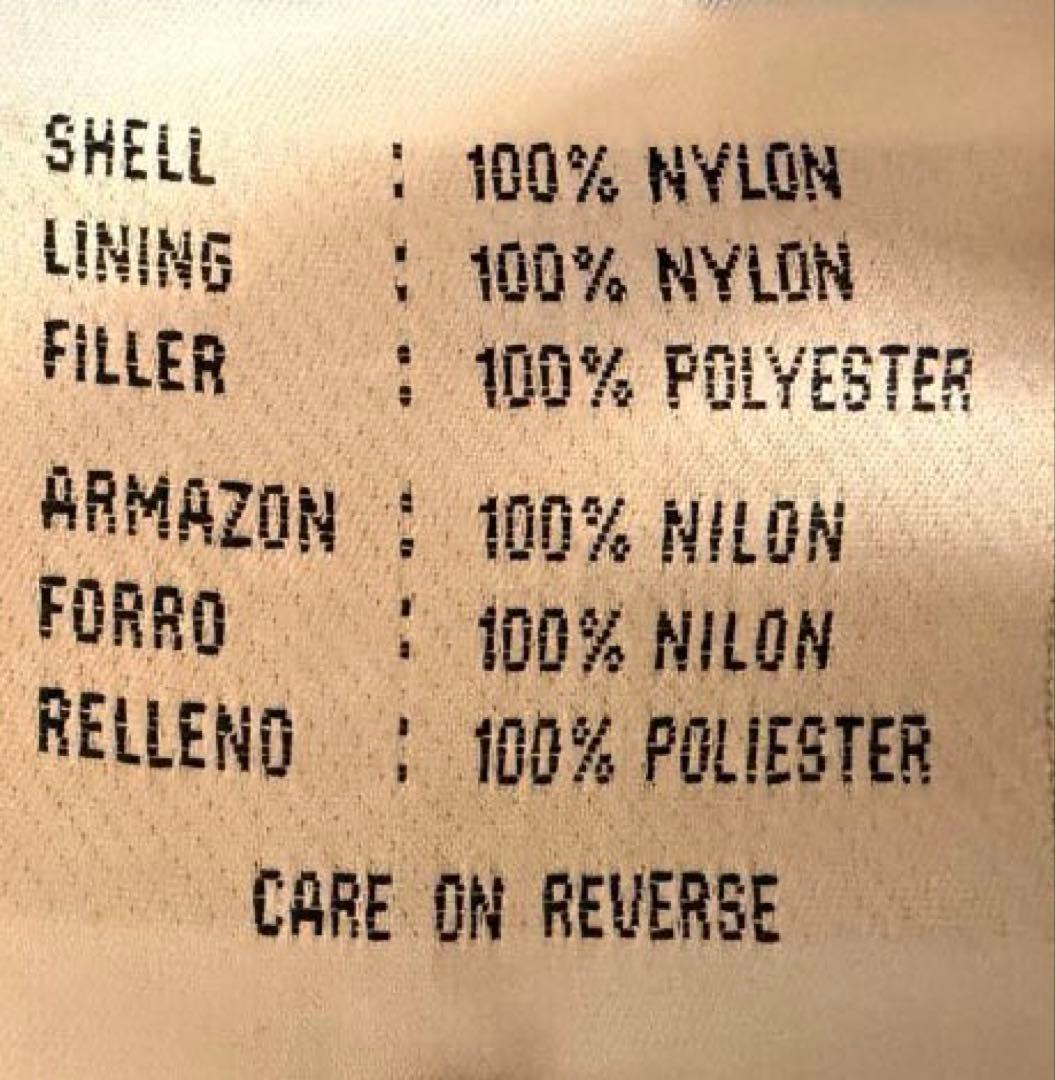 SHELL : 100% NYLON
LINING : 100% NYLON
FILLER : 100% POLYESTER
ARMAZON : 100% NILON
FORRO : 100% NILON
RELLENO : 100% POLIESTER
CARE ON REVERSE